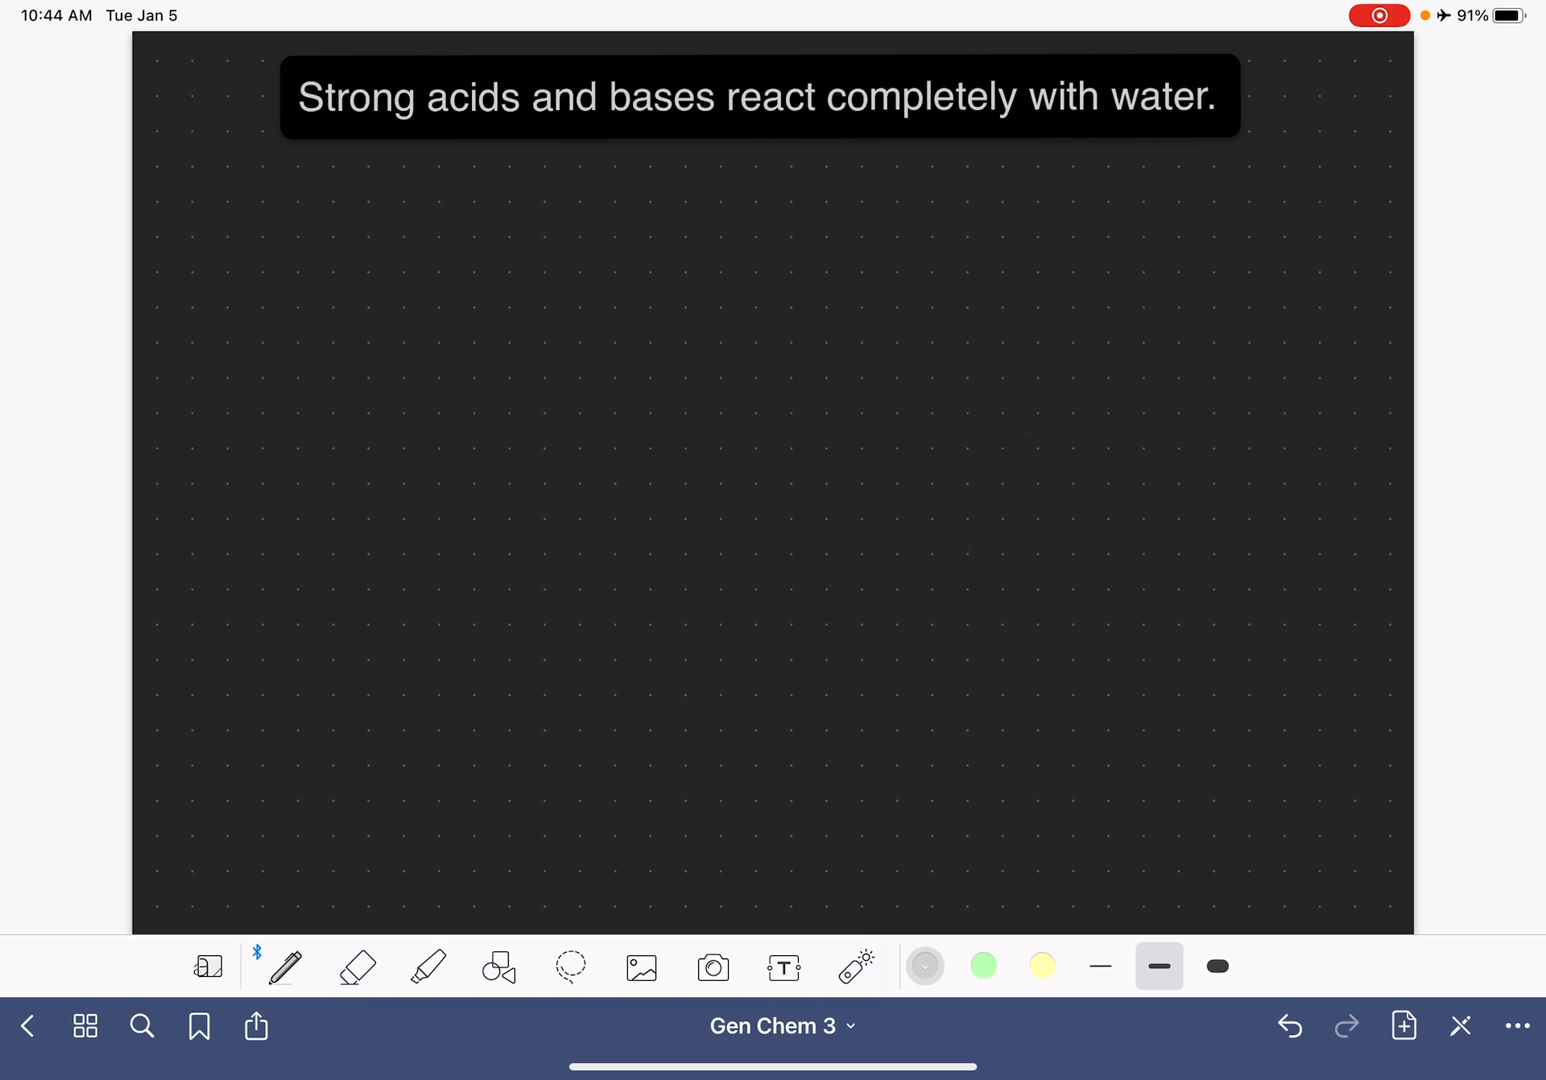 10:44 AM Tue Jan 5
91%
Strong acids and bases react completely with water.
Gen Chem 3